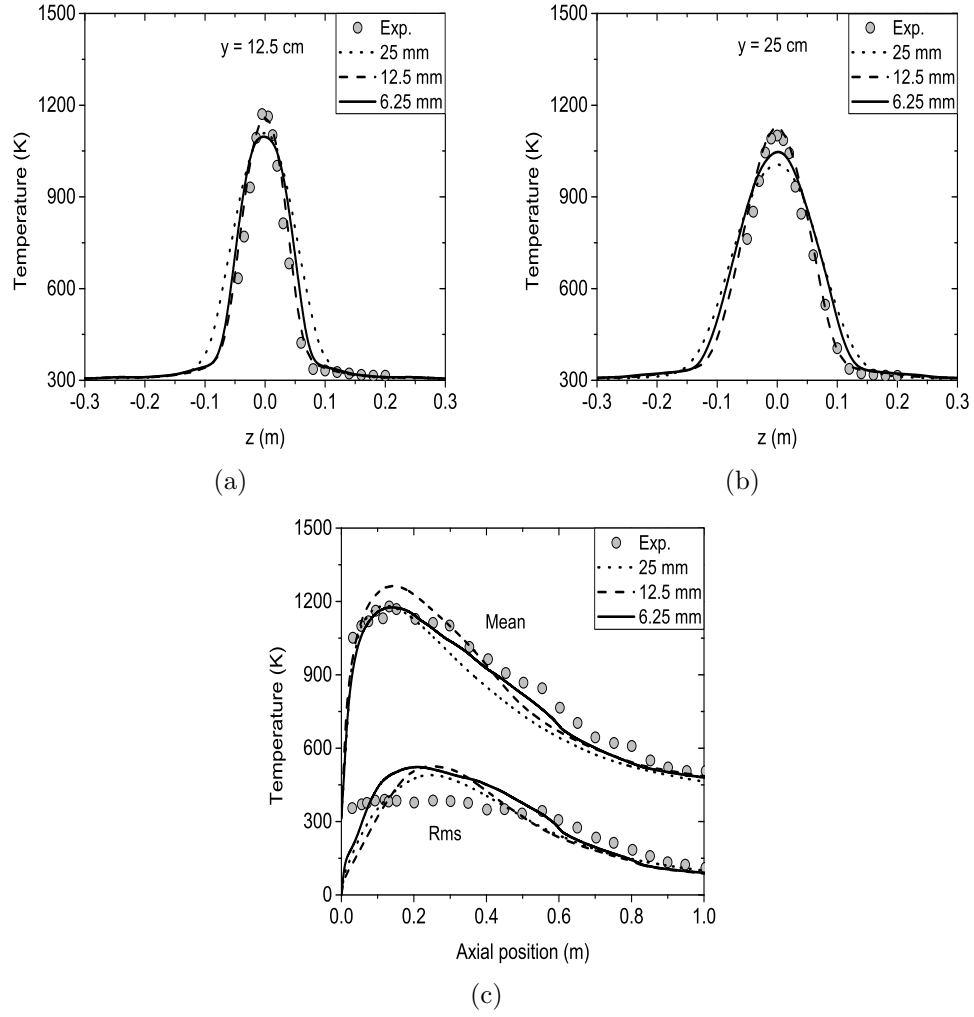 1500
1200
900
600
300
Temperature (K)
y = 12.5 cm
Exp.
25 mm
12.5 mm
6.25 mm
-0.3 -0.2 -0.1 0.0 0.1 0.2 0.3
z (m)
(a)
1500
1200
900
600
300
Temperature (K)
y = 25 cm
Exp.
25 mm
12.5 mm
6.25 mm
-0.3 -0.2 -0.1 0.0 0.1 0.2 0.3
z (m)
(b)
1500
1200
900
600
300
0
Temperature (K)
Exp.
25 mm
12.5 mm
6.25 mm
Mean
Rms
0.0 0.2 0.4 0.6 0.8 1.0
Axial position (m)
(c)